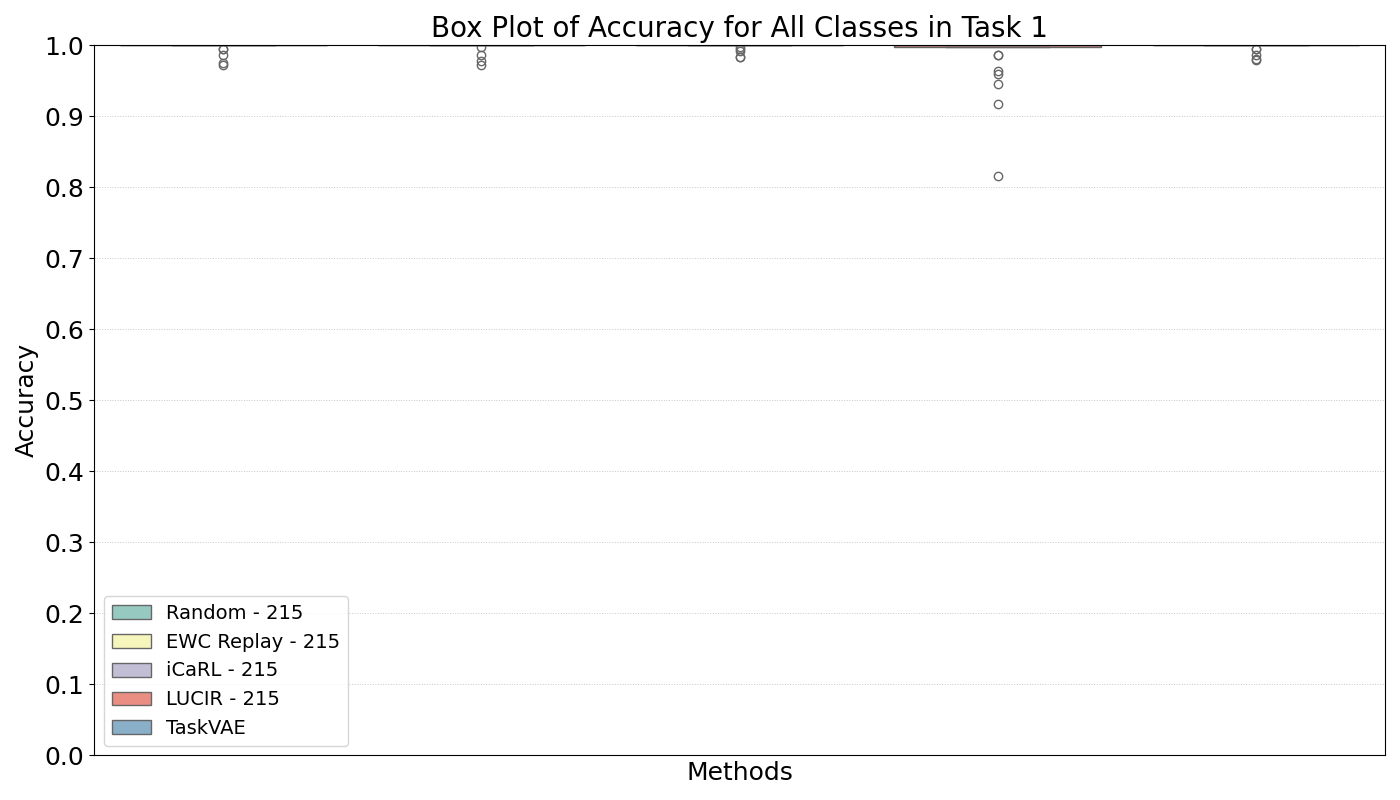 Box Plot of Accuracy for All Classes in Task 1
1.0
0.9
0.8
0.7
0.6
0.5
0.4
0.3
0.2
0.1
0.0
Accuracy
Random - 215
EWC Replay - 215
iCaRL - 215
LUCIR - 215
TaskVAE
Methods